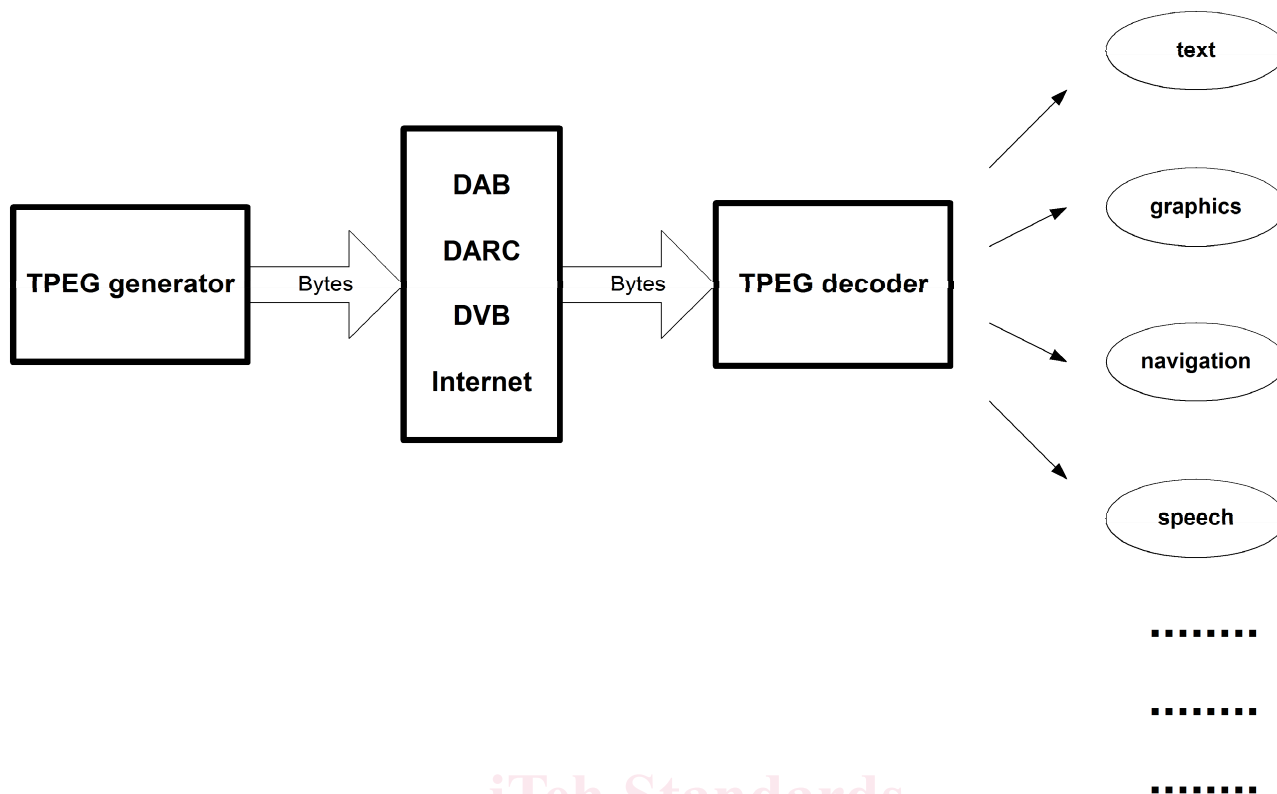 TPEG generator
Bytes
DAB
DARC
DVB
Internet
Bytes
TPEG decoder
text
graphics
navigation
speech
........
........
........
iTeh Standards